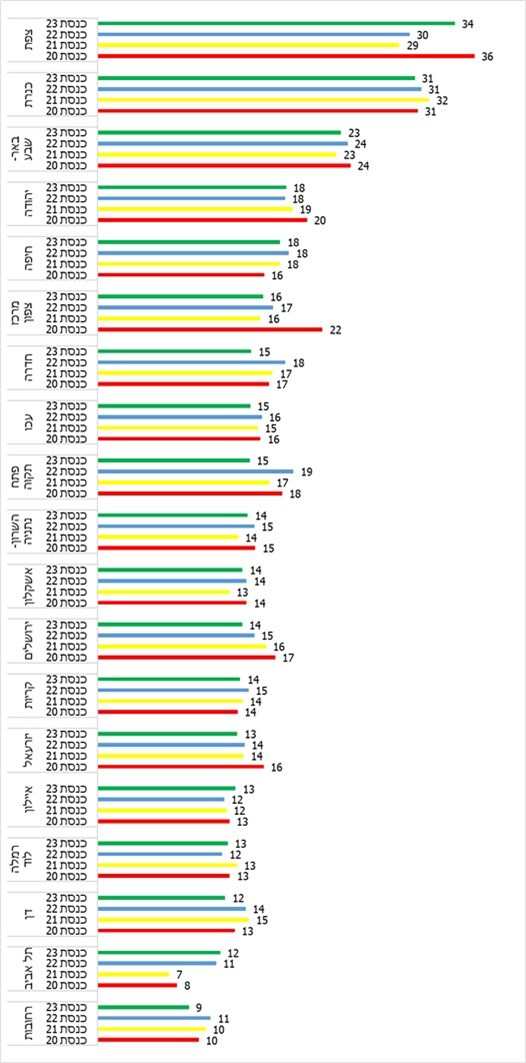 צפת
כנסת 23 34
כנסת 22 30
כנסת 21 29
כנסת 20 36
כנרת
כנסת 23 31
כנסת 22 31
כנסת 21 32
כנסת 20 31
באר-שבע
כנסת 23 23
כנסת 22 24
כנסת 21 23
כנסת 20 24
יהודה
כנסת 23 18
כנסת 22 18
כנסת 21 19
כנסת 20 20
חיפה
כנסת 23 18
כנסת 22 18
כנסת 21 18
כנסת 20 16
מרכז צפון
כנסת 23 16
כנסת 22 17
כנסת 21 16
כנסת 20 22
חדרה
כנסת 23 15
כנסת 22 18
כנסת 21 17
כנסת 20 17
עכו
כנסת 23 15
כנסת 22 16
כנסת 21 15
כנסת 20 16
פתח תקוה
כנסת 23 15
כנסת 22 19
כנסת 21 17
כנסת 20 18
נתניה-השרון
כנסת 23 14
כנסת 22 15
כנסת 21 14
כנסת 20 15
אשקלון
כנסת 23 14
כנסת 22 14
כנסת 21 13
כנסת 20 14
ירושלים
כנסת 23 14
כנסת 22 15
כנסת 21 16
כנסת 20 17
קריות
כנסת 23 14
כנסת 22 15
כנסת 21 14
כנסת 20 14
יזרעאל
כנסת 23 13
כנסת 22 14
כנסת 21 14
כנסת 20 16
איילון
כנסת 23 13
כנסת 22 12
כנסת 21 12
כנסת 20 13
רמלה לוד
כנסת 23 13
כנסת 22 12
כנסת 21 13
כנסת 20 13
דן
כנסת 23 12
כנסת 22 14
כנסת 21 15
כנסת 20 13
תל אביב
כנסת 23 12
כנסת 22 11
כנסת 21 7
כנסת 20 8
רחובות
כנסת 23 9
כנסת 22 11
כנסת 21 10
כנסת 20 10